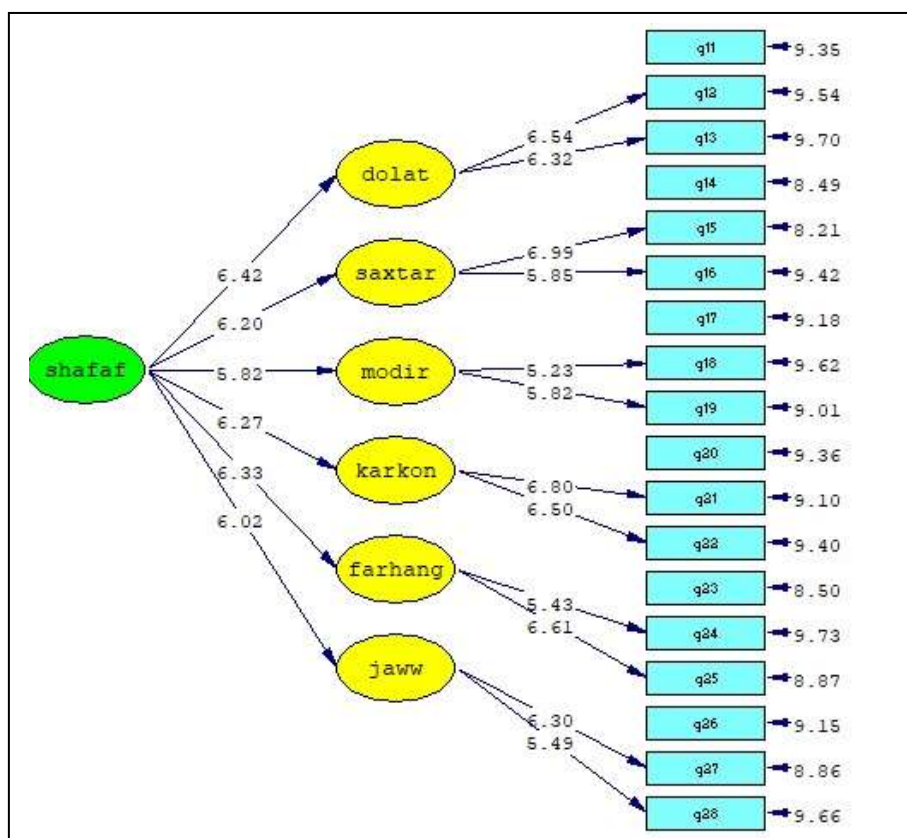 shafaf
6.42
6.20
5.82
6.27
6.33
6.02
dolat
saxtar
modir
karkon
farhang
jaww
6.54
6.32
6.99
5.85
5.23
5.82
6.80
6.50
5.43
6.61
6.30
5.49
q11 9.35
q12 9.54
q13 9.70
q14 8.49
q15 8.21
q16 9.42
q17 9.18
q18 9.62
q19 9.01
q20 9.36
q21 9.10
q22 9.40
q23 8.50
q24 9.73
q25 8.87
q26 9.15
q27 8.86
q28 9.66